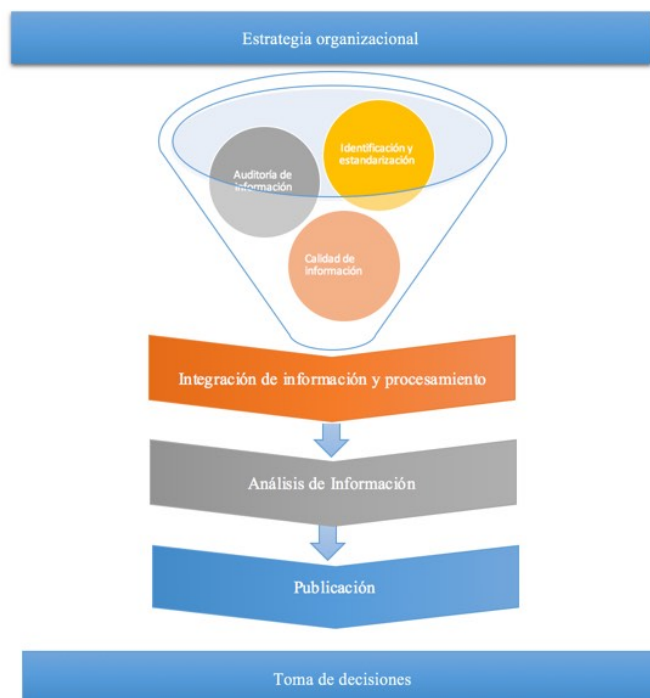 Estrategia organizacional
Identificación y
estandarización
Auditoría de
información
Calidad de
información
Integración de información y procesamiento
Análisis de Información
Publicación
Toma de decisiones